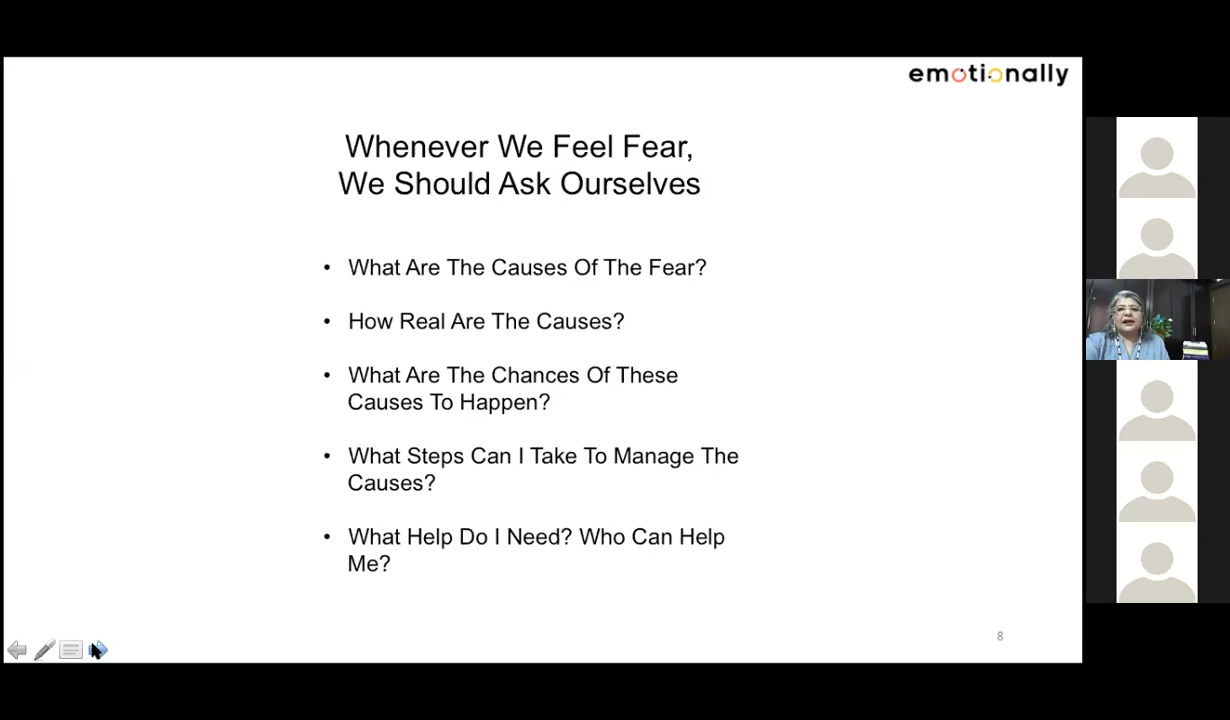 emotionally
Whenever We Feel Fear,
We Should Ask Ourselves
• What Are The Causes Of The Fear?
• How Real Are The Causes?
• What Are The Chances Of These
Causes To Happen?
• What Steps Can I Take To Manage The
Causes?
• What Help Do I Need? Who Can Help
Me?
8